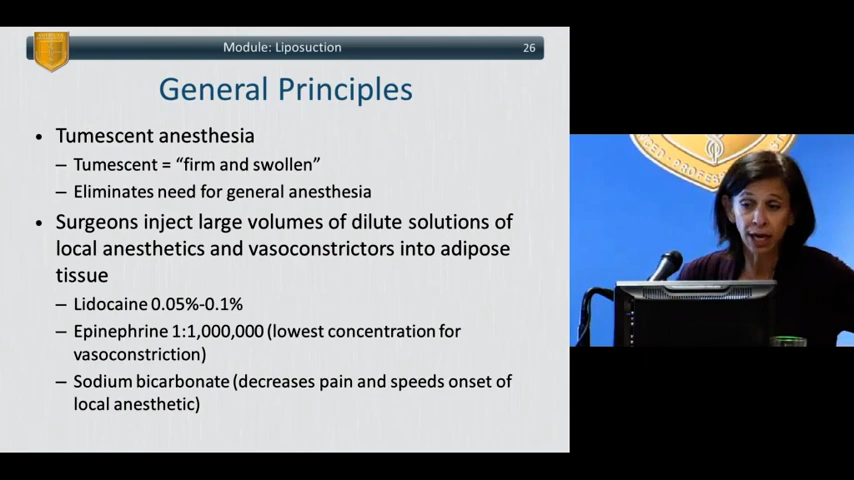 Module: Liposuction
26
General Principles
• Tumescent anesthesia
– Tumescent = “firm and swollen”
– Eliminates need for general anesthesia
• Surgeons inject large volumes of dilute solutions of
local anesthetics and vasoconstrictors into adipose
tissue
– Lidocaine 0.05%-0.1%
– Epinephrine 1:1,000,000 (lowest concentration for
vasoconstriction)
– Sodium bicarbonate (decreases pain and speeds onset of
local anesthetic)